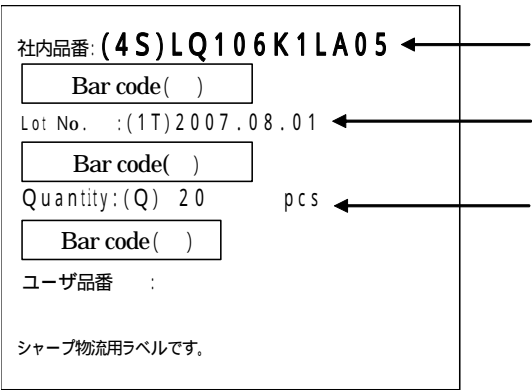 社内品番:(4S)LQ106K1LA05
Bar code( )
Lot No. :(1T)2007.08.01
Bar code( )
Quantity:(Q) 20 pcs
Bar code( )
ユーザ品番 :
シャープ物流用ラベルです。